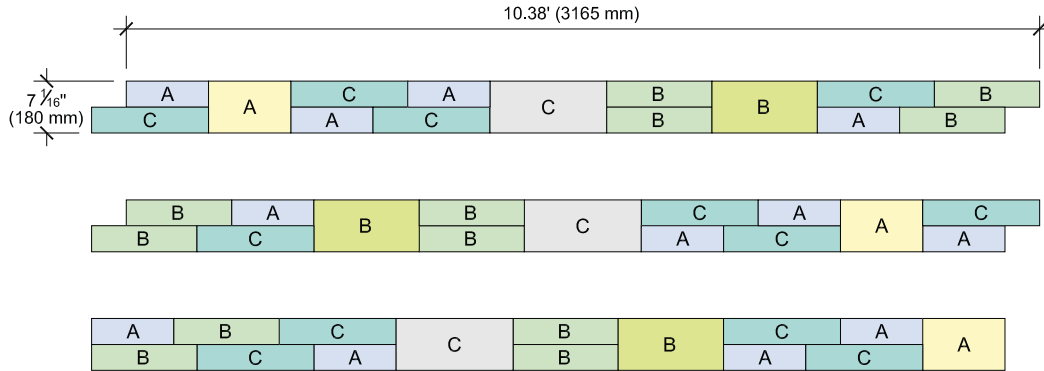 10.38' (3165 mm)
7 1⁄16"
(180 mm)
A A C A C B B C B
C A C B A B
B A B B C C A A C
B C B A C A
A B C C B B C A A
B C A B A C